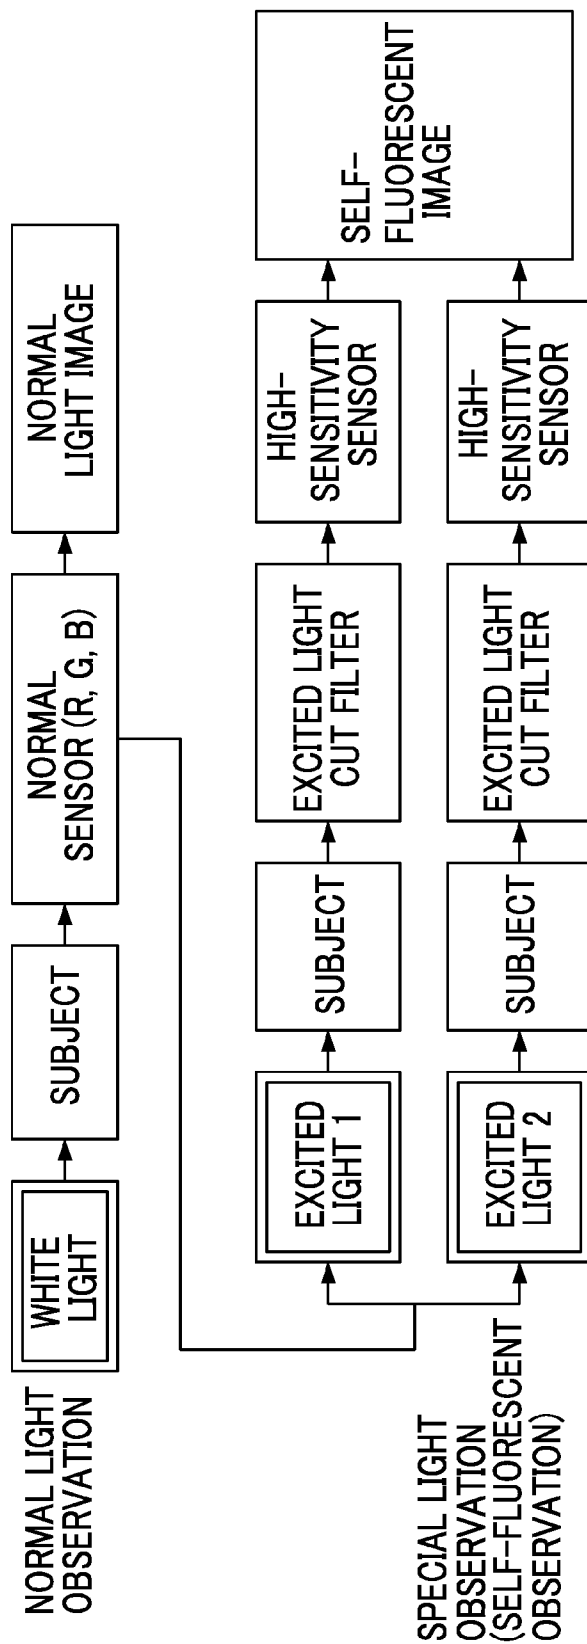 NORMAL LIGHT
OBSERVATION
WHITE
LIGHT
SUBJECT
NORMAL
SENSOR (R, G, B)
NORMAL
LIGHT IMAGE
SPECIAL LIGHT
OBSERVATION
(SELF-FLUORESCENT
OBSERVATION)
EXCITED
LIGHT 1
SUBJECT
EXCITED LIGHT
CUT FILTER
HIGH-
SENSITIVITY
SENSOR
EXCITED
LIGHT 2
SUBJECT
EXCITED LIGHT
CUT FILTER
HIGH-
SENSITIVITY
SENSOR
SELF-
FLUORESCENT
IMAGE